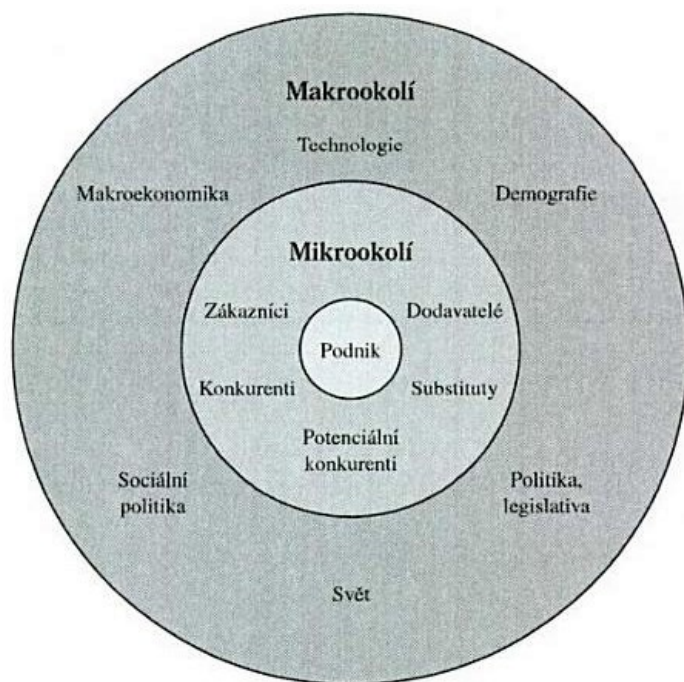 Makrookolí
Technologie
Makroekonomika
Demografie
Mikrookolí
Zákazníci
Dodavatelé
Podnik
Konkurenti
Substituty
Potenciální
konkurenti
Sociální
politika
Politika,
legislativa
Svět